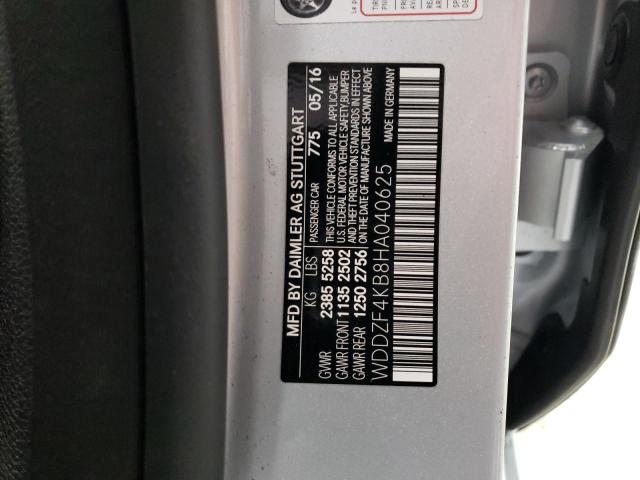 MFD BY DAIMLER AG STUTTGART
KG LBS PASSENGER CAR 775 05/16
GVWR 2385 5258
GAWR FRONT 1135 2502
GAWR REAR 1250 2756
THIS VEHICLE CONFORMS TO ALL APPLICABLE
U.S. FEDERAL MOTOR VEHICLE SAFETY, BUMPER
AND THEFT PREVENTION STANDARDS IN EFFECT
ON THE DATE OF MANUFACTURE SHOWN ABOVE
WDDZF4KB8HA040625 MADE IN GERMANY